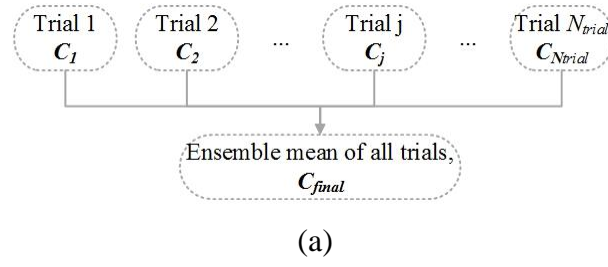 Trial 1
C1
Trial 2
C2
...
Trial j
Cj
...
Trial Ntrial
CNtrial
Ensemble mean of all trials,
Cfinal
(a)